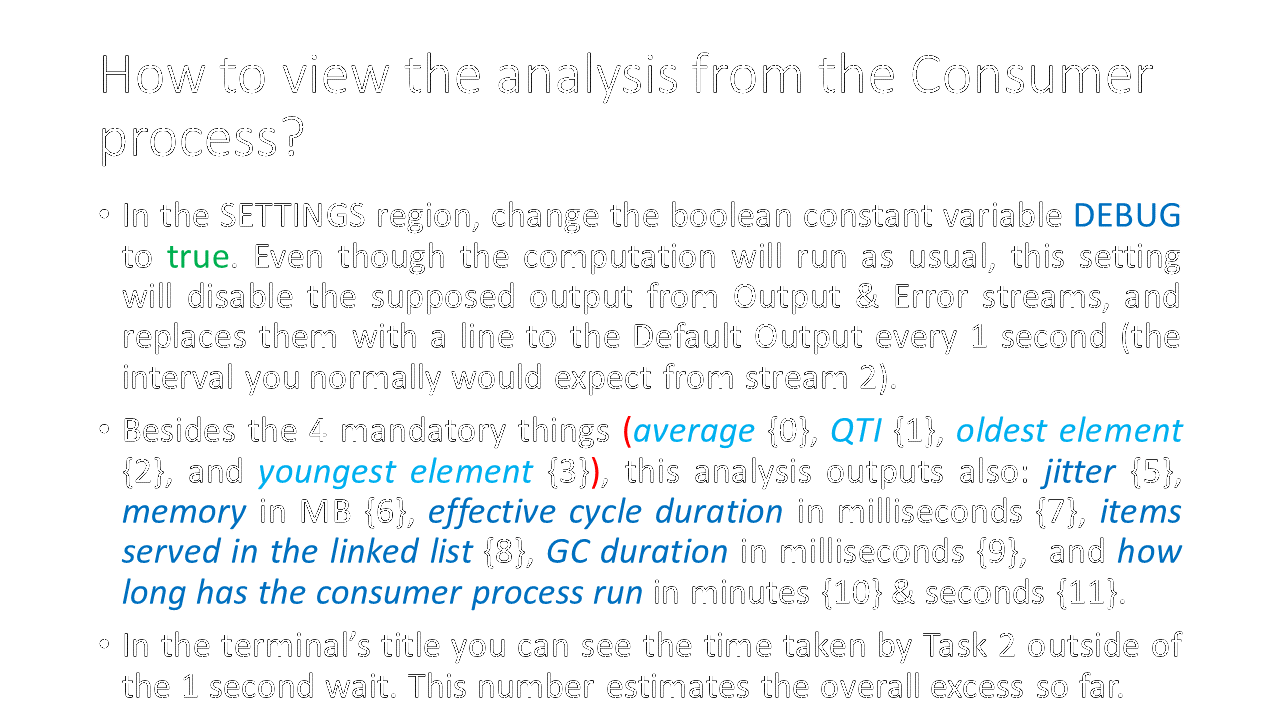 How to view the analysis from the Consumer
process?
• In the SETTINGS region, change the boolean constant variable DEBUG
to true. Even though the computation will run as usual, this setting
will disable the supposed output from Output & Error streams, and
replaces them with a line to the Default Output every 1 second (the
interval you normally would expect from stream 2).
• Besides the 4 mandatory things (average {0}, QTI {1}, oldest element
{2}, and youngest element {3}), this analysis outputs also: jitter {5},
memory in MB {6}, effective cycle duration in milliseconds {7}, items
served in the linked list {8}, GC duration in milliseconds {9}, and how
long has the consumer process run in minutes {10} & seconds {11}.
• In the terminal’s title you can see the time taken by Task 2 outside of
the 1 second wait. This number estimates the overall excess so far.